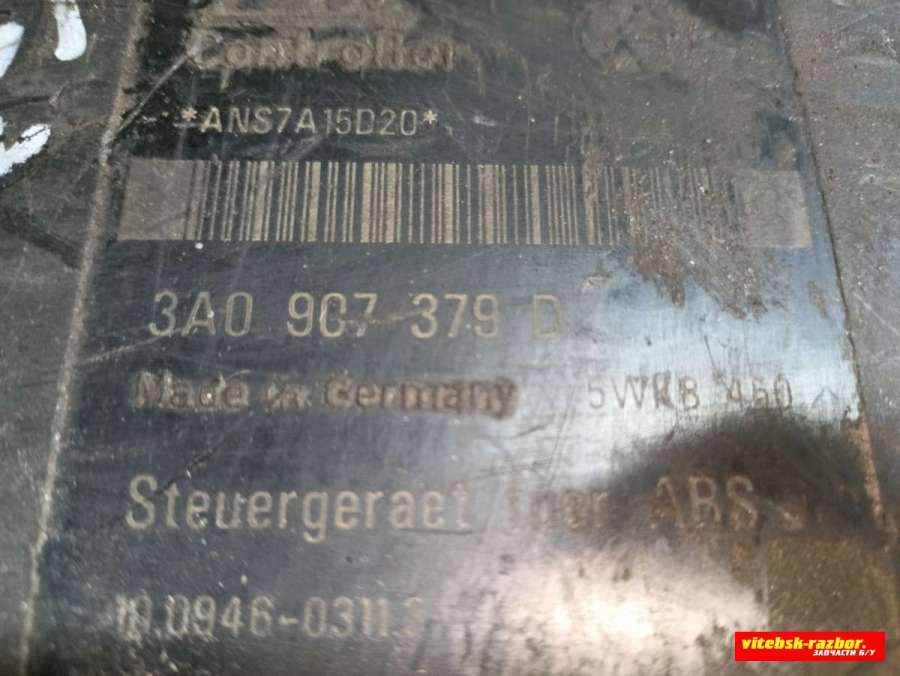 Controller
*ANS7A15D20*
3A0 907 379 D
Made in Germany 5WK8 450
Steuergeraet fuer ABS
10.0946-0311.3
vitebsk-razbor.
ЗАПЧАСТИ Б/У